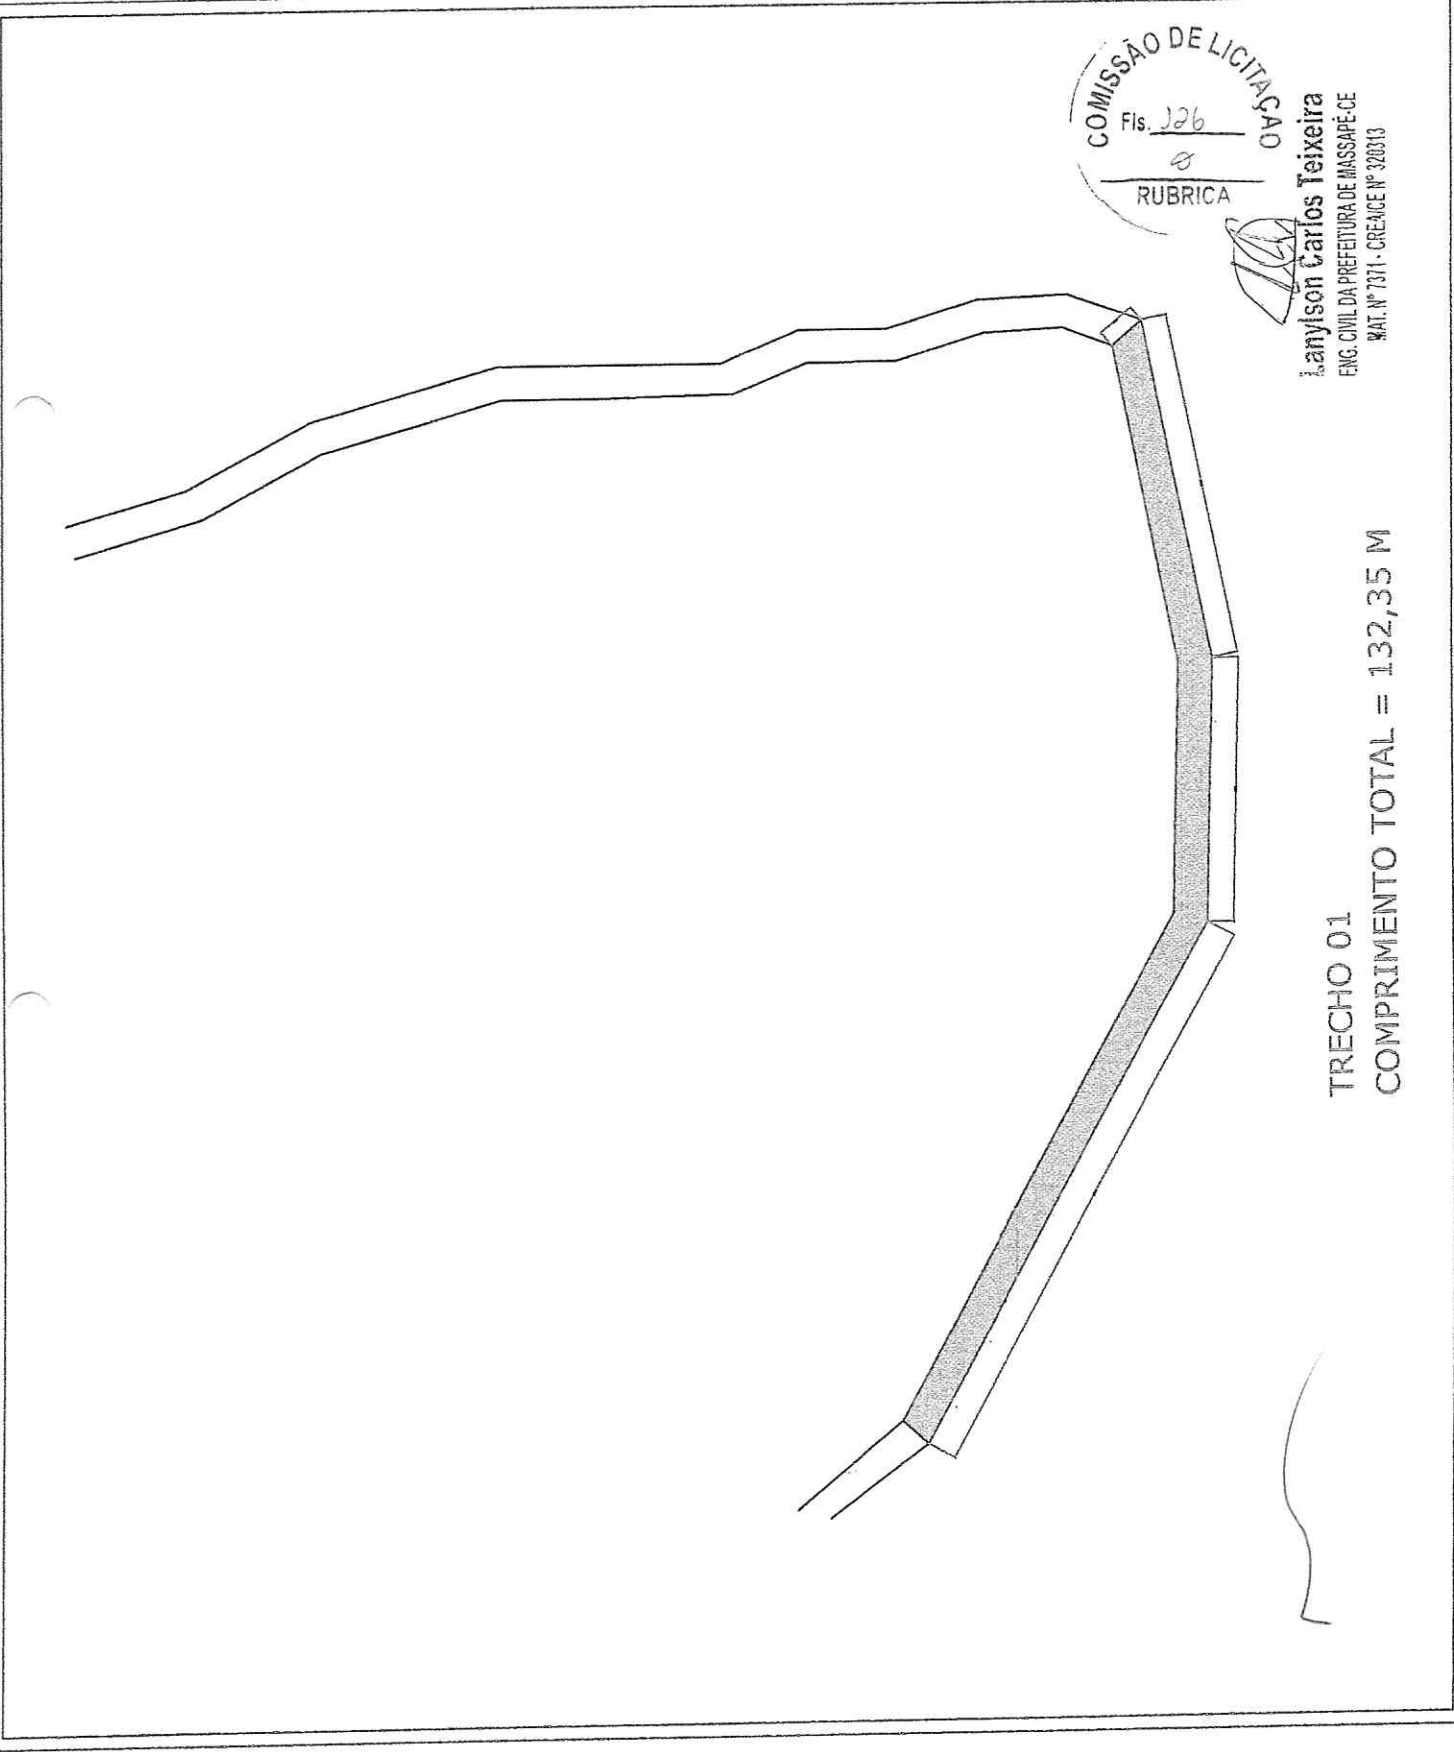 COMISSÃO DE LICITAÇÃO
Fls. 126
RUBRICA
Lanylson Carlos Teixeira
ENG. CIVIL DA PREFEITURA DE MASSAPÊ-CE
MAT. Nº 7371 - CREA/CE Nº 320313
TRECHO 01
COMPRIMENTO TOTAL = 132,35 M